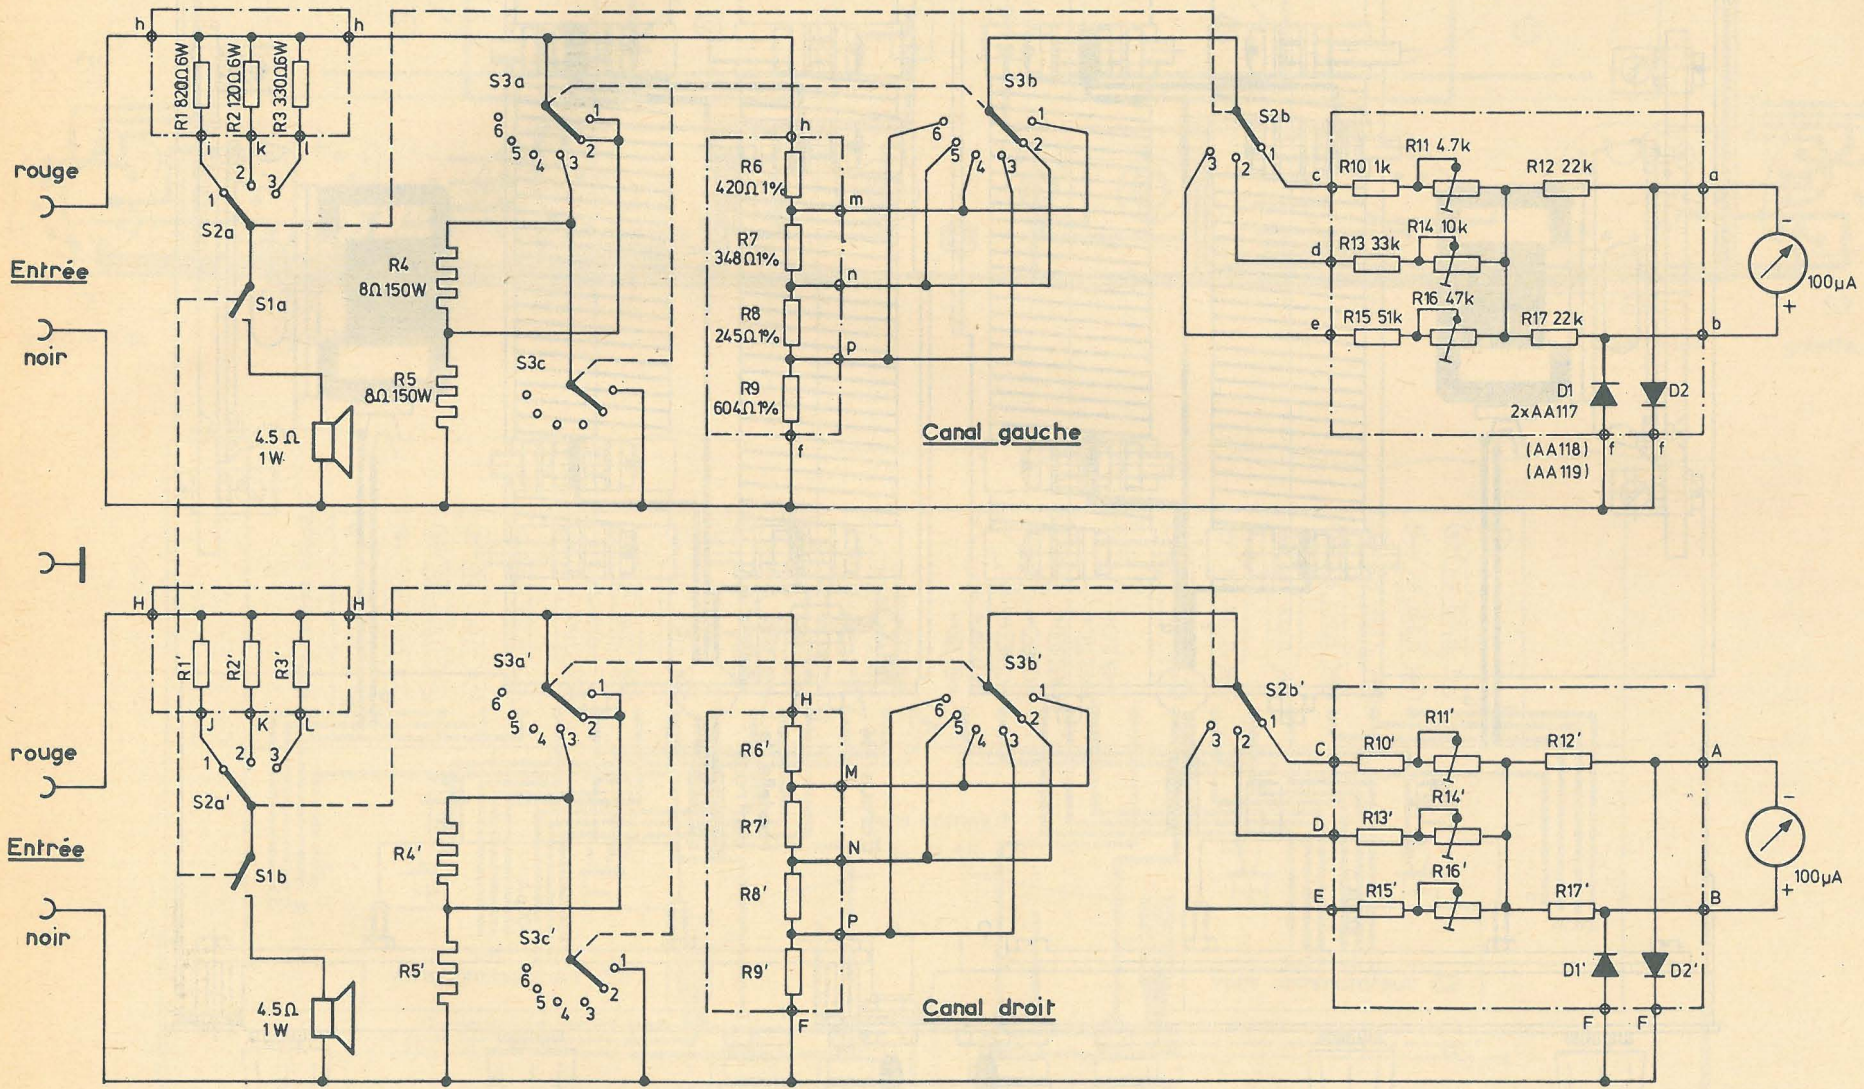 h
h
R1 820Ω 6W
R2 120Ω 6W
R3 330Ω 6W
i
k
l
rouge
1
2
3
S2a
Entrée
S1a
noir
4.5 Ω
1W
R4
8Ω 150W
R5
8Ω 150W
S3a
1
2
3
4
5
6
S3c
h
R6
420Ω 1%
m
R7
348Ω 1%
n
R8
245Ω 1%
p
R9
604Ω 1%
f
S3b
1
2
3
4
5
6
Canal gauche
S2b
1
2
3
c
R10 1k
R11 4.7k
R12 22k
a
d
R13 33k
R14 10k
e
R15 51k
R16 47k
R17 22k
b
-
100µA
+
D1
2xAA117
D2
(AA118)
(AA119)
f
f
H
H
R1'
R2'
R3'
J
K
L
rouge
1
2
3
S2a'
Entrée
S1b
noir
4.5Ω
1W
R4'
R5'
S3a'
1
2
3
4
5
6
S3c'
1
2
3
4
5
6
H
R6'
M
R7'
N
R8'
P
R9'
F
S3b'
1
2
3
4
5
6
Canal droit
S2b'
1
2
3
C
R10'
R11'
R12'
A
D
R13'
R14'
E
R15'
R16'
R17'
B
-
100µA
+
D1'
D2'
F
F